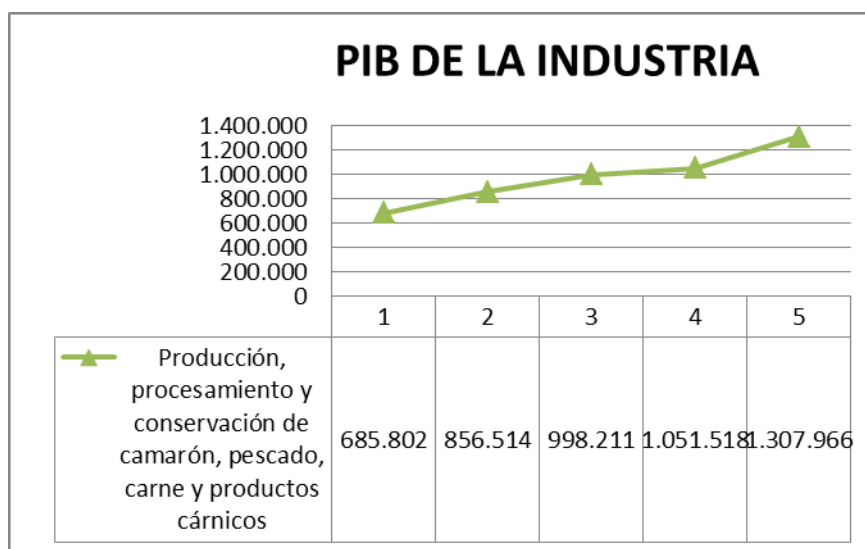 PIB DE LA INDUSTRIA
1.400.000
1.200.000
1.000.000
800.000
600.000
400.000
200.000
0
1 2 3 4 5
Producción,
procesamiento y
conservación de
camarón, pescado,
carne y productos
cárnicos
685.802 856.514 998.211 1.051.518 1.307.966